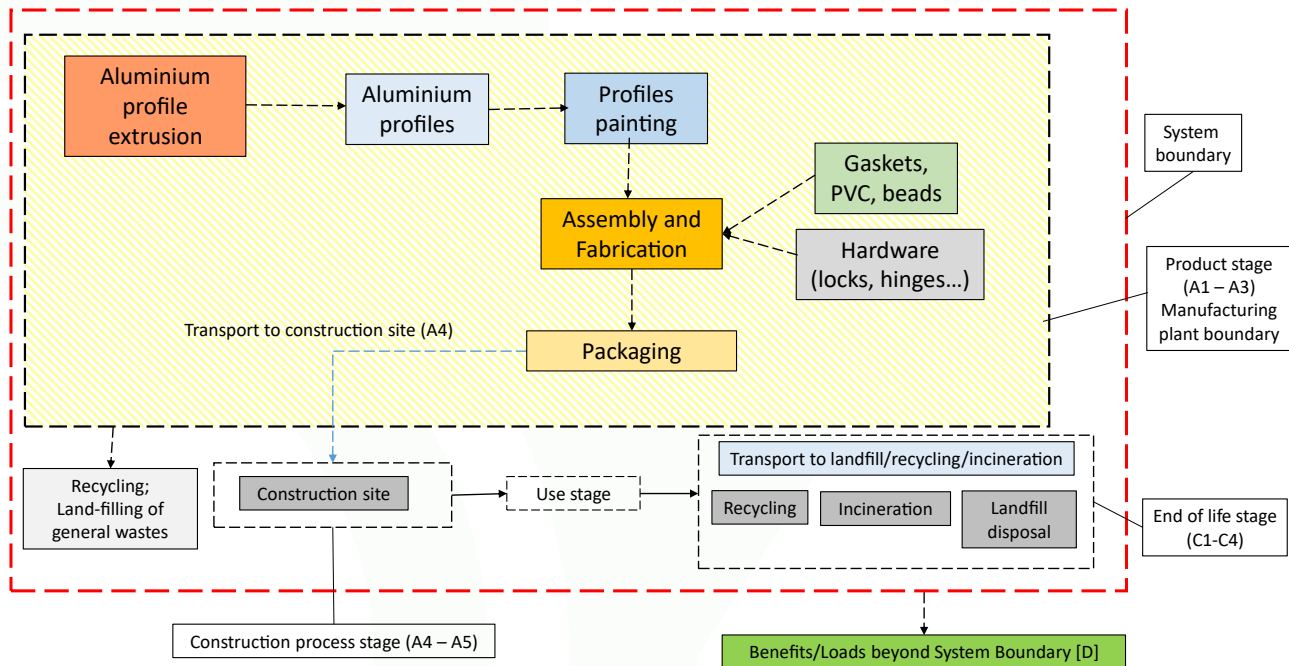 Aluminium
profile
extrusion
Aluminium
profiles
Profiles
painting
System
boundary
Gaskets,
PVC, beads
Assembly and
Fabrication
Hardware
(locks, hinges...)
Product stage
(A1 – A3)
Manufacturing
plant boundary
Transport to construction site (A4)
Packaging
Recycling;
Land-filling of
general wastes
Construction site
Use stage
Transport to landfill/recycling/incineration
Recycling
Incineration
Landfill
disposal
End of life stage
(C1-C4)
Construction process stage (A4 – A5)
Benefits/Loads beyond System Boundary [D]